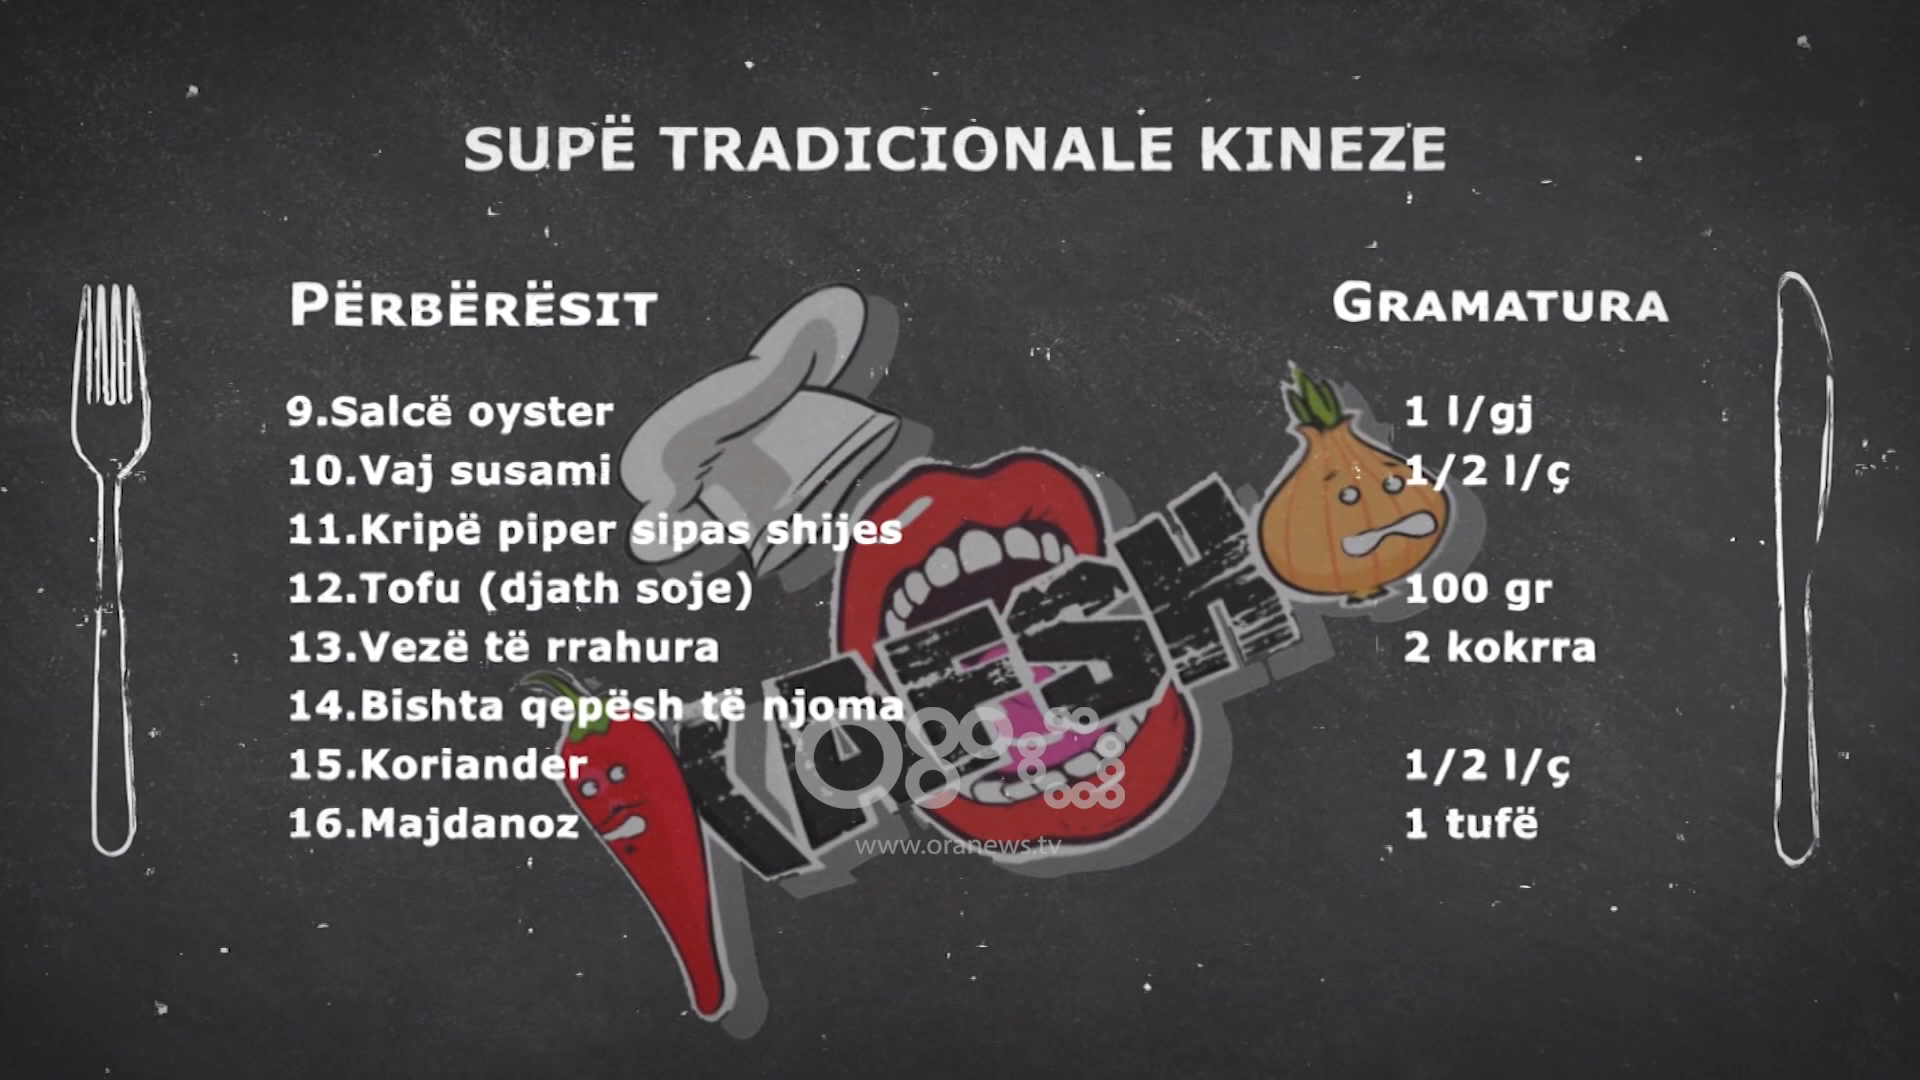 SUPË TRADICIONALE KINEZE
PËRBËRËSIT GRAMATURA
9.Salcë oyster 1 l/gj
10.Vaj susami 1/2 l/ç
11.Kripë piper sipas shijes
12.Tofu (djath soje) 100 gr
13.Vezë të rrahura 2 kokrra
14.Bishta qepësh të njoma
15.Koriander 1/2 l/ç
16.Majdanoz 1 tufë
KAESH
www.oranews.tv